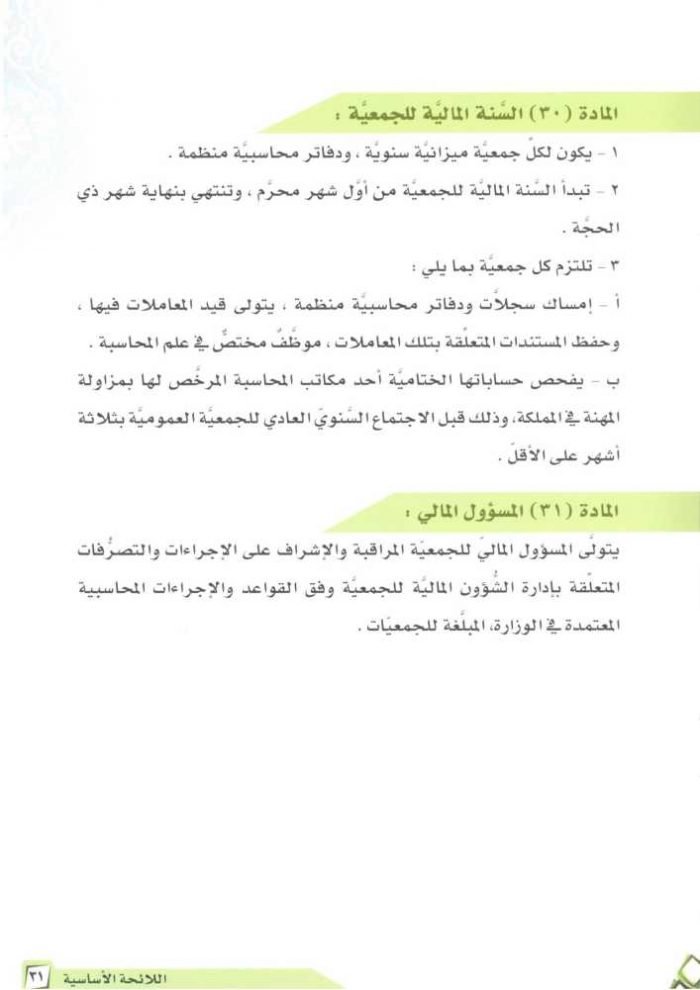 المادة (٣٠) السَّنة الماليَّة للجمعيَّة :
١ - يكون لكلّ جمعيَّة ميزانيَّة سنويَّة ، ودفاتر محاسبيَّة منظمة .
٢ - تبدأ السَّنة الماليَّة للجمعيَّة من أوَّل شهر محرَّم ، وتنتهي بنهاية شهر ذي
الحجَّة .
٣ - تلتزم كل جمعيَّة بما يلي :
أ - إمساك سجلاَّت ودفاتر محاسبيَّة منظمة ، يتولى قيد المعاملات فيها ،
وحفظ المستندات المتعلّقة بتلك المعاملات ، موظَّفٌ مختصٌّ في علم المحاسبة .
ب - يفحص حساباتها الختاميَّة أحد مكاتب المحاسبة المرخَّص لها بمزاولة
المهنة في المملكة، وذلك قبل الاجتماع السَّنويّ العادي للجمعيَّة العموميَّة بثلاثة
أشهر على الأقلّ .
المادة (٣١) المسؤول المالي :
يتولَّى المسؤول الماليّ للجمعيّة المراقبة والإشراف على الإجراءات والتصرُّفات
المتعلّقة بإدارة الشُّؤون الماليَّة للجمعيَّة وفق القواعد والإجراءات المحاسبية
المعتمدة في الوزارة، المبلَّغة للجمعيّات .
اللائحة الأساسية ٣١